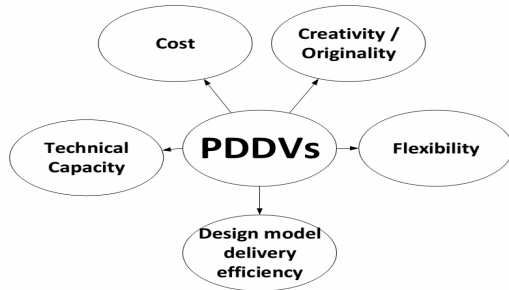 Cost
Creativity /
Originality
Technical
Capacity
PDDVs
Flexibility
Design model
delivery
efficiency